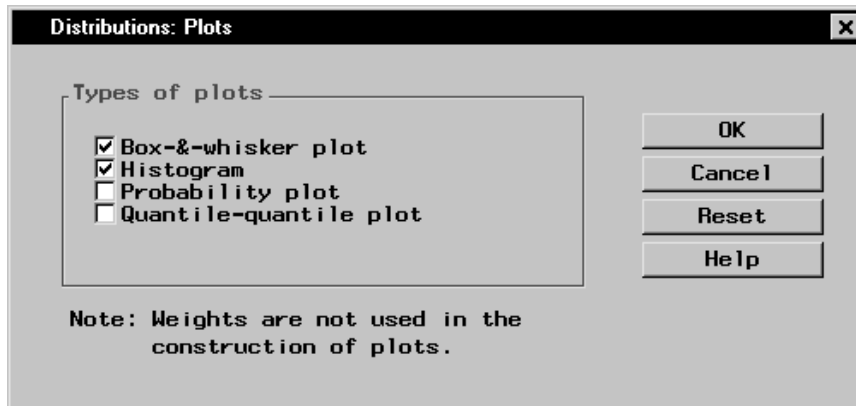 Distributions: Plots
Types of plots
Box-&-whisker plot
Histogram
Probability plot
Quantile-quantile plot
OK
Cancel
Reset
Help
Note: Weights are not used in the
construction of plots.